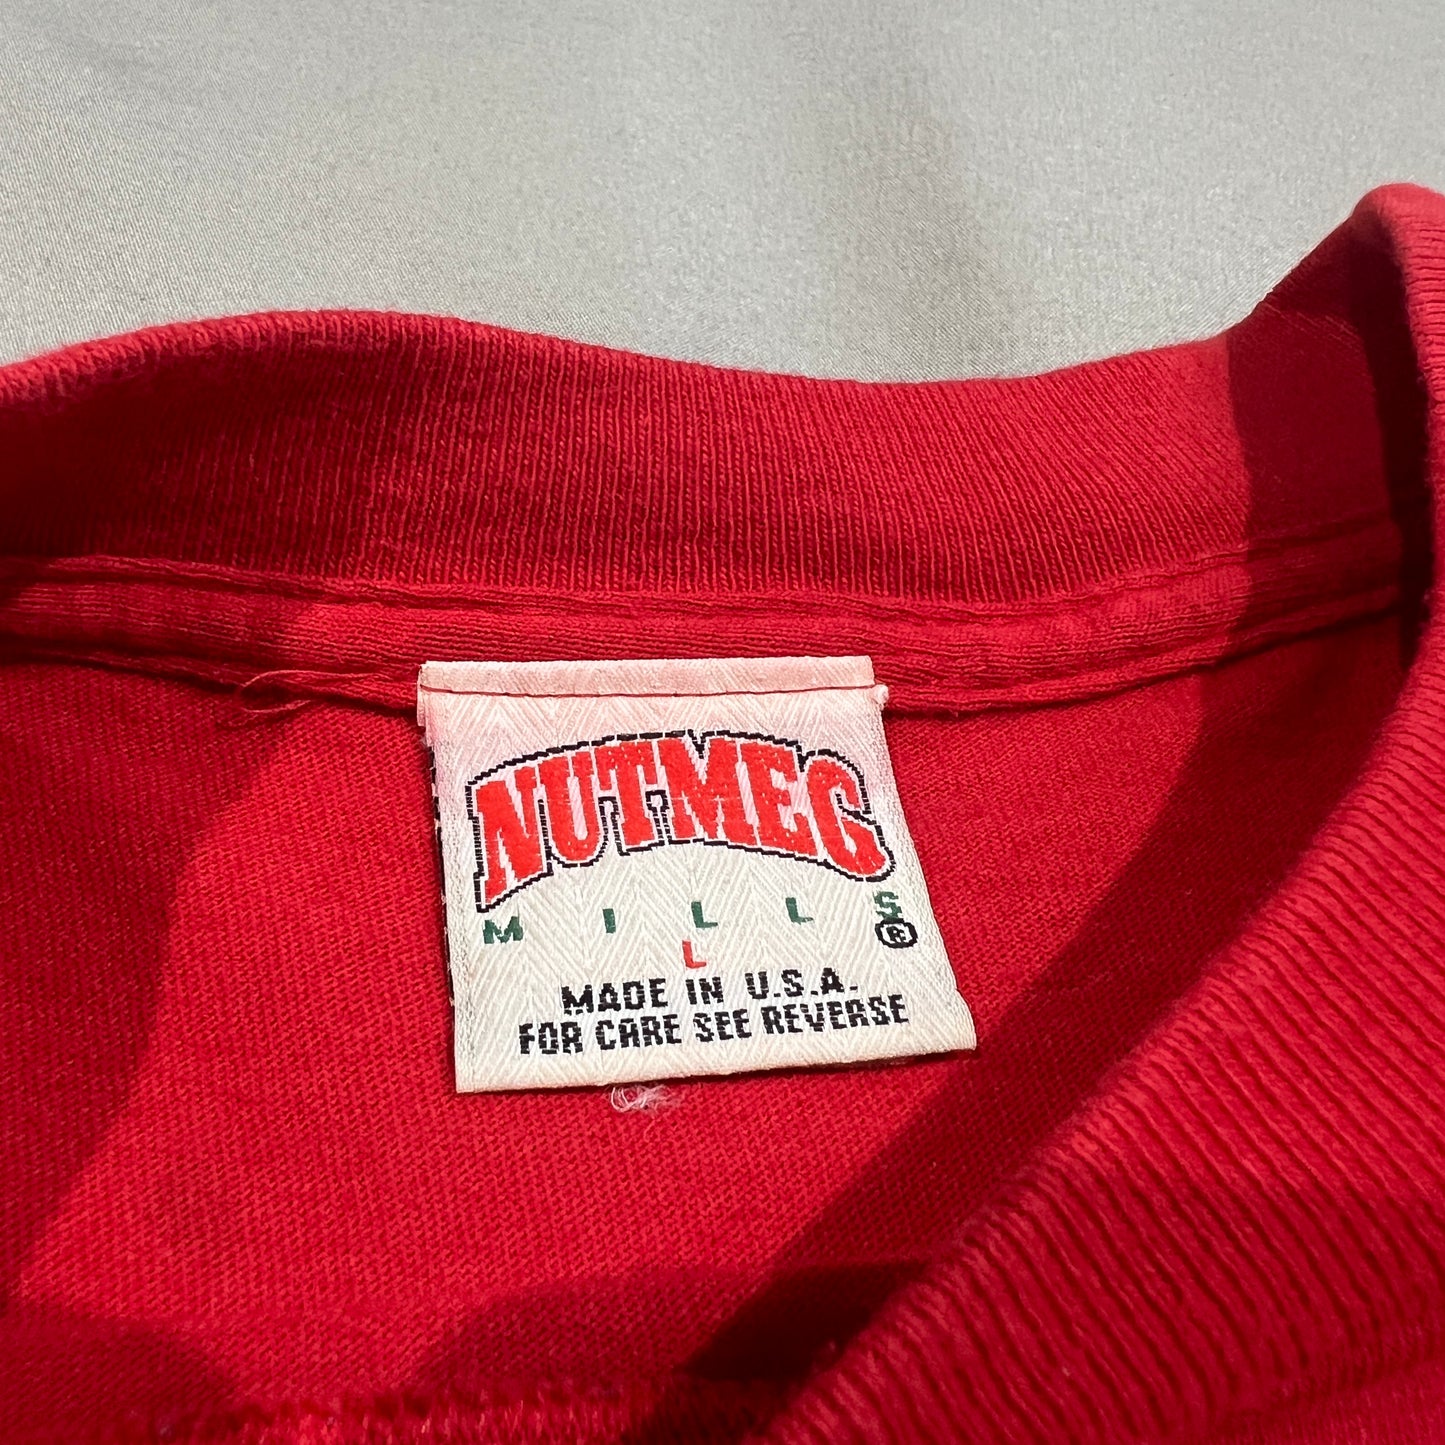 NUTMEG
MILLS
®
L
MADE IN U.S.A.
FOR CARE SEE REVERSE